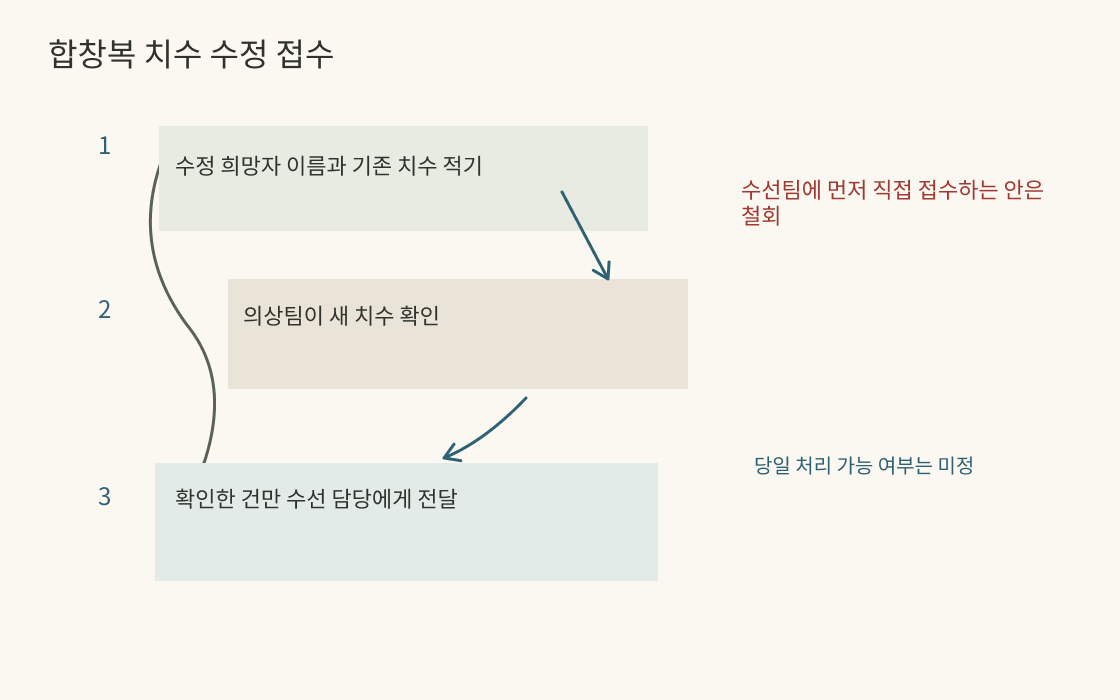 합창복 치수 수정 접수
1
수정 희망자 이름과 기존 치수 적기
수선팀에 먼저 직접 접수하는 안은
철회
2
의상팀이 새 치수 확인
당일 처리 가능 여부는 미정
3
확인한 건만 수선 담당에게 전달